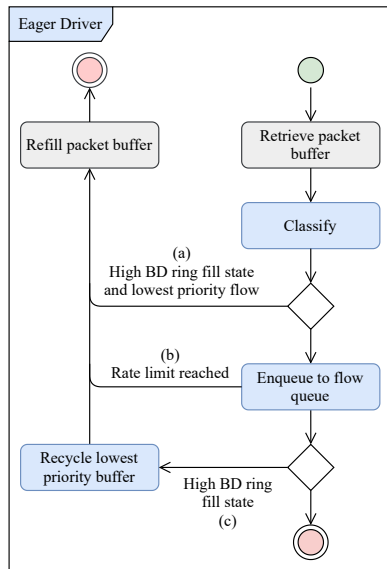 Eager Driver
Refill packet buffer
Retrieve packet
buffer
Classify
(a)
High BD ring fill state
and lowest priority flow
(b)
Rate limit reached
Enqueue to flow
queue
Recycle lowest
priority buffer
High BD ring
fill state
(c)